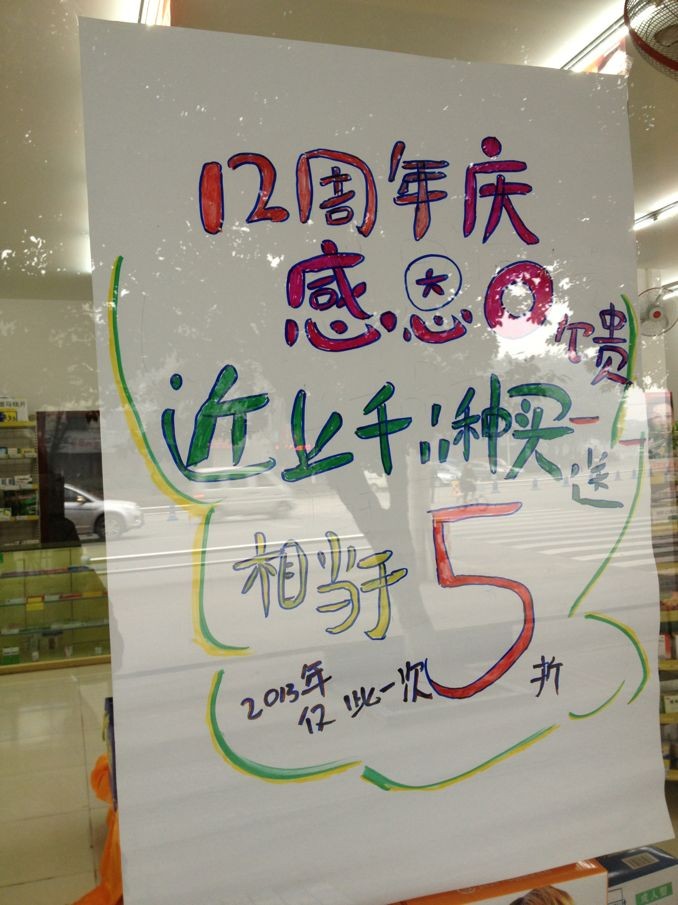 12周年庆
感恩回馈
近上千品种买一送一
相当于5折
2013年
仅此一次